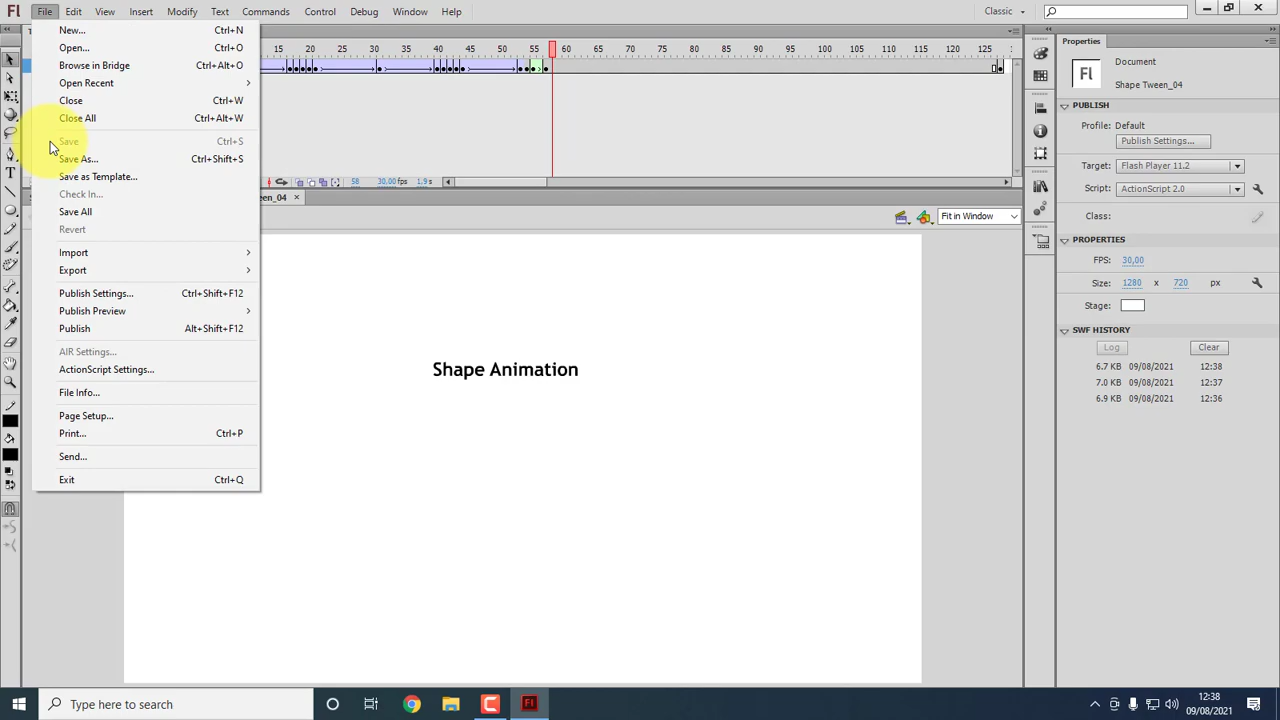 Fl File Edit View Insert Modify Text Commands Control Debug Window Help Classic
New... Ctrl+N
Open... Ctrl+O
Browse in Bridge Ctrl+Alt+O
Open Recent
Close Ctrl+W
Close All Ctrl+Alt+W
Save Ctrl+S
Save As... Ctrl+Shift+S
Save as Template...
Check In...
Save All
Revert
Import
Export
Publish Settings... Ctrl+Shift+F12
Publish Preview
Publish Alt+Shift+F12
AIR Settings...
ActionScript Settings...
File Info...
Page Setup...
Print... Ctrl+P
Send...
Exit Ctrl+Q
15 20 25 30 35 40 45 50 55 60 65 70 75 80 85 90 95 100 105 110 115 120 125 1
58 30.00 fps 1.9 s
een_04
Fit in Window
Shape Animation
Properties
Fl
Document
Shape Tween_04
PUBLISH
Profile: Default
Publish Settings...
Target: Flash Player 11.2
Script: ActionScript 2.0
Class:
PROPERTIES
FPS: 30,00
Size: 1280 x 720 px
Stage:
SWF HISTORY
Log Clear
6.7 KB 09/08/2021 12:38
7.0 KB 09/08/2021 12:37
6.9 KB 09/08/2021 12:36
Type here to search
Fl
12:38
09/08/2021